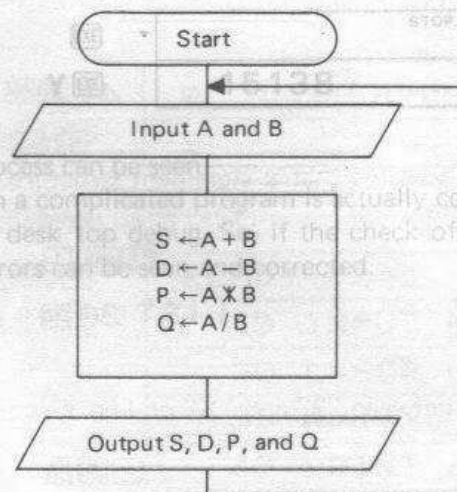 Start
Input A and B
S ← A + B
D ← A − B
P ← A ⁎ B
Q ← A / B
Output S, D, P, and Q